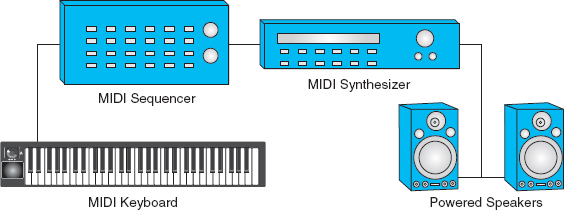 MIDI Sequencer
MIDI Synthesizer
MIDI Keyboard
Powered Speakers